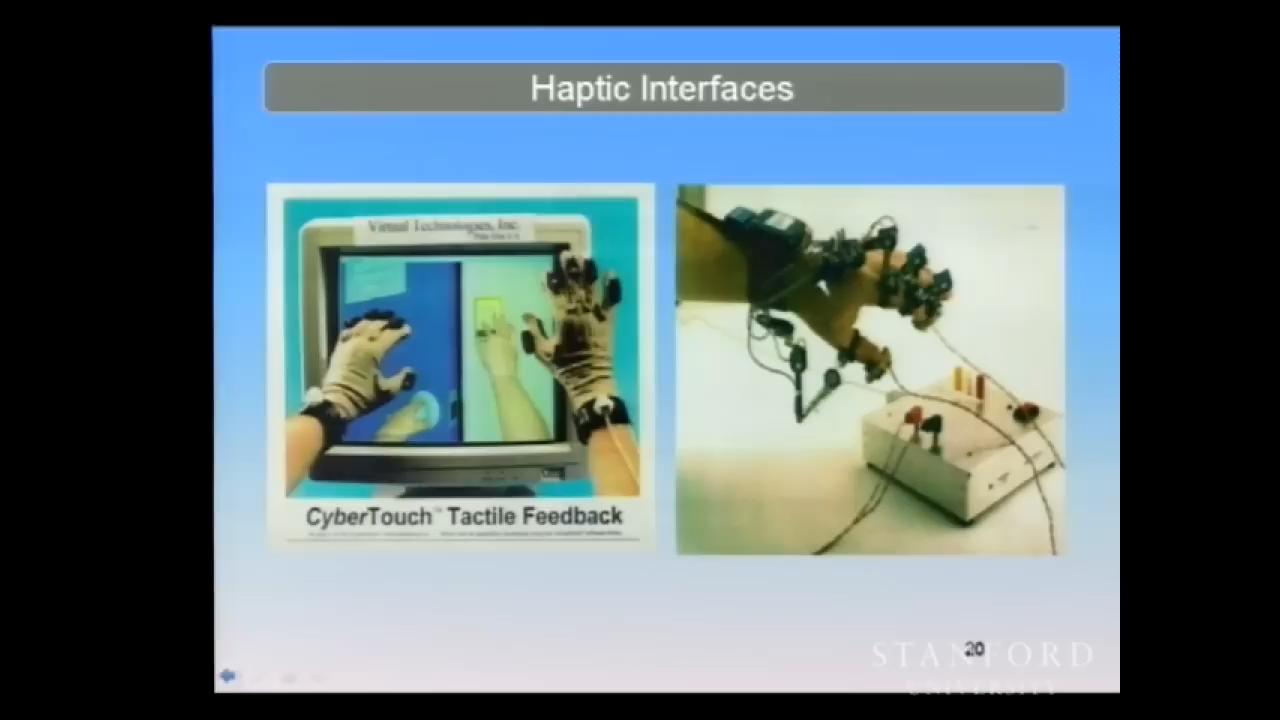 Haptic Interfaces
Virtual Technologies, Inc.
CyberTouch™ Tactile Feedback
20
STANFORD
UNIVERSITY